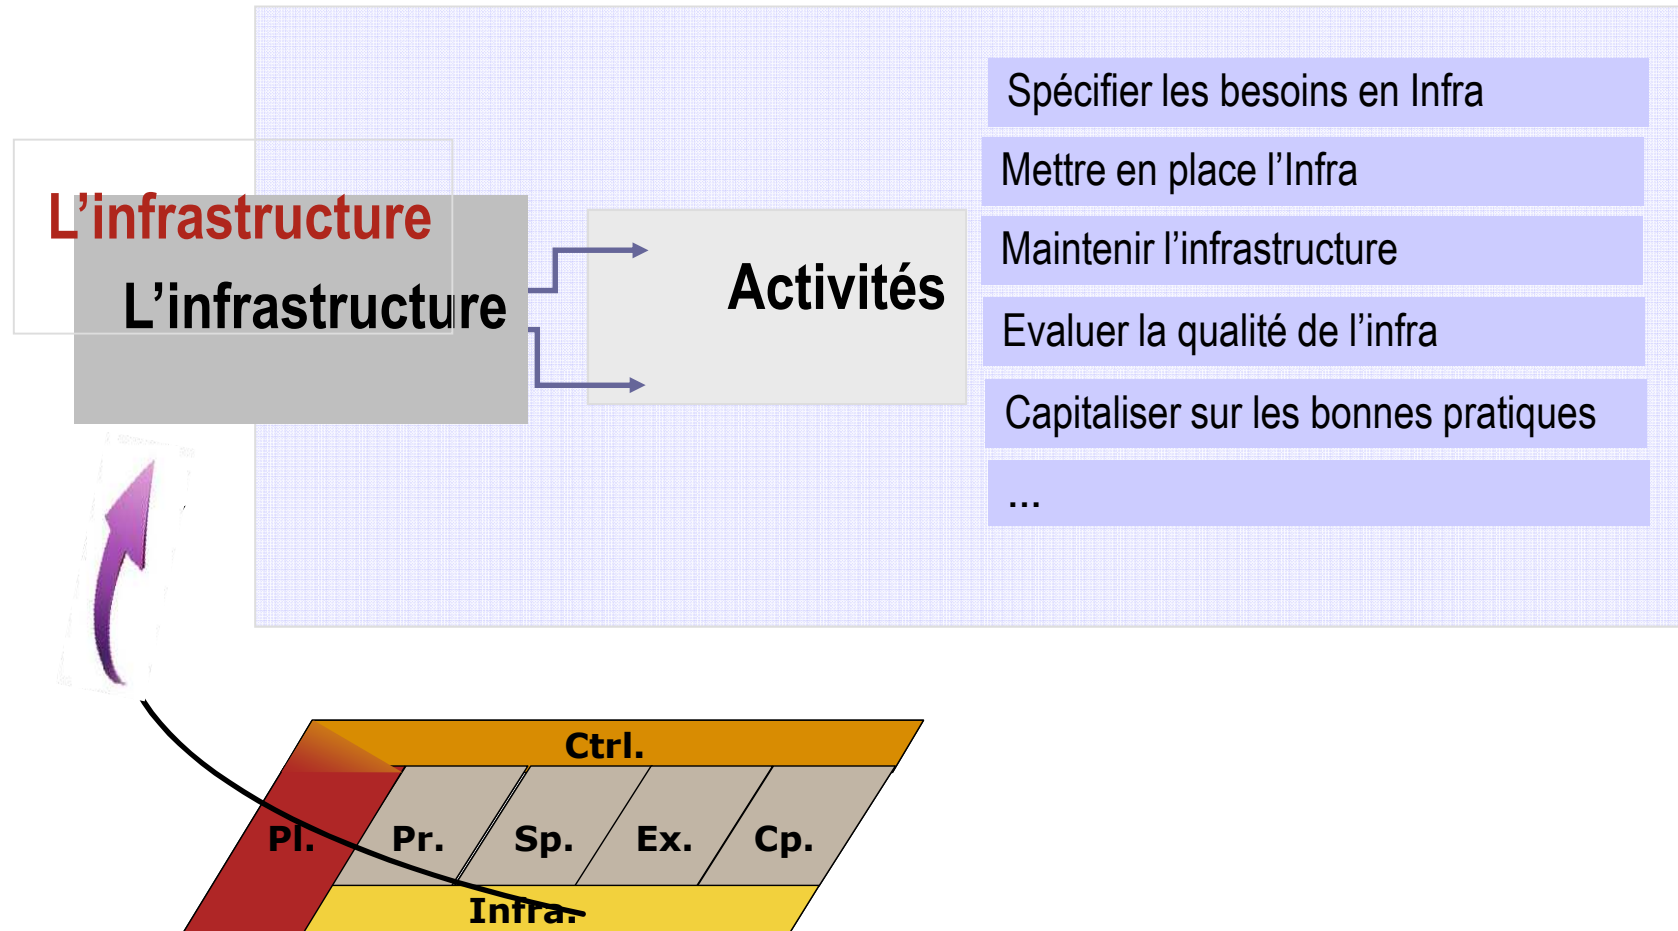 L’infrastructure
L’infrastructure
Activités
Spécifier les besoins en Infra
Mettre en place l’Infra
Maintenir l’infrastructure
Evaluer la qualité de l’infra
Capitaliser sur les bonnes pratiques
...
Ctrl.
Pl. Pr. Sp. Ex. Cp.
Infra.